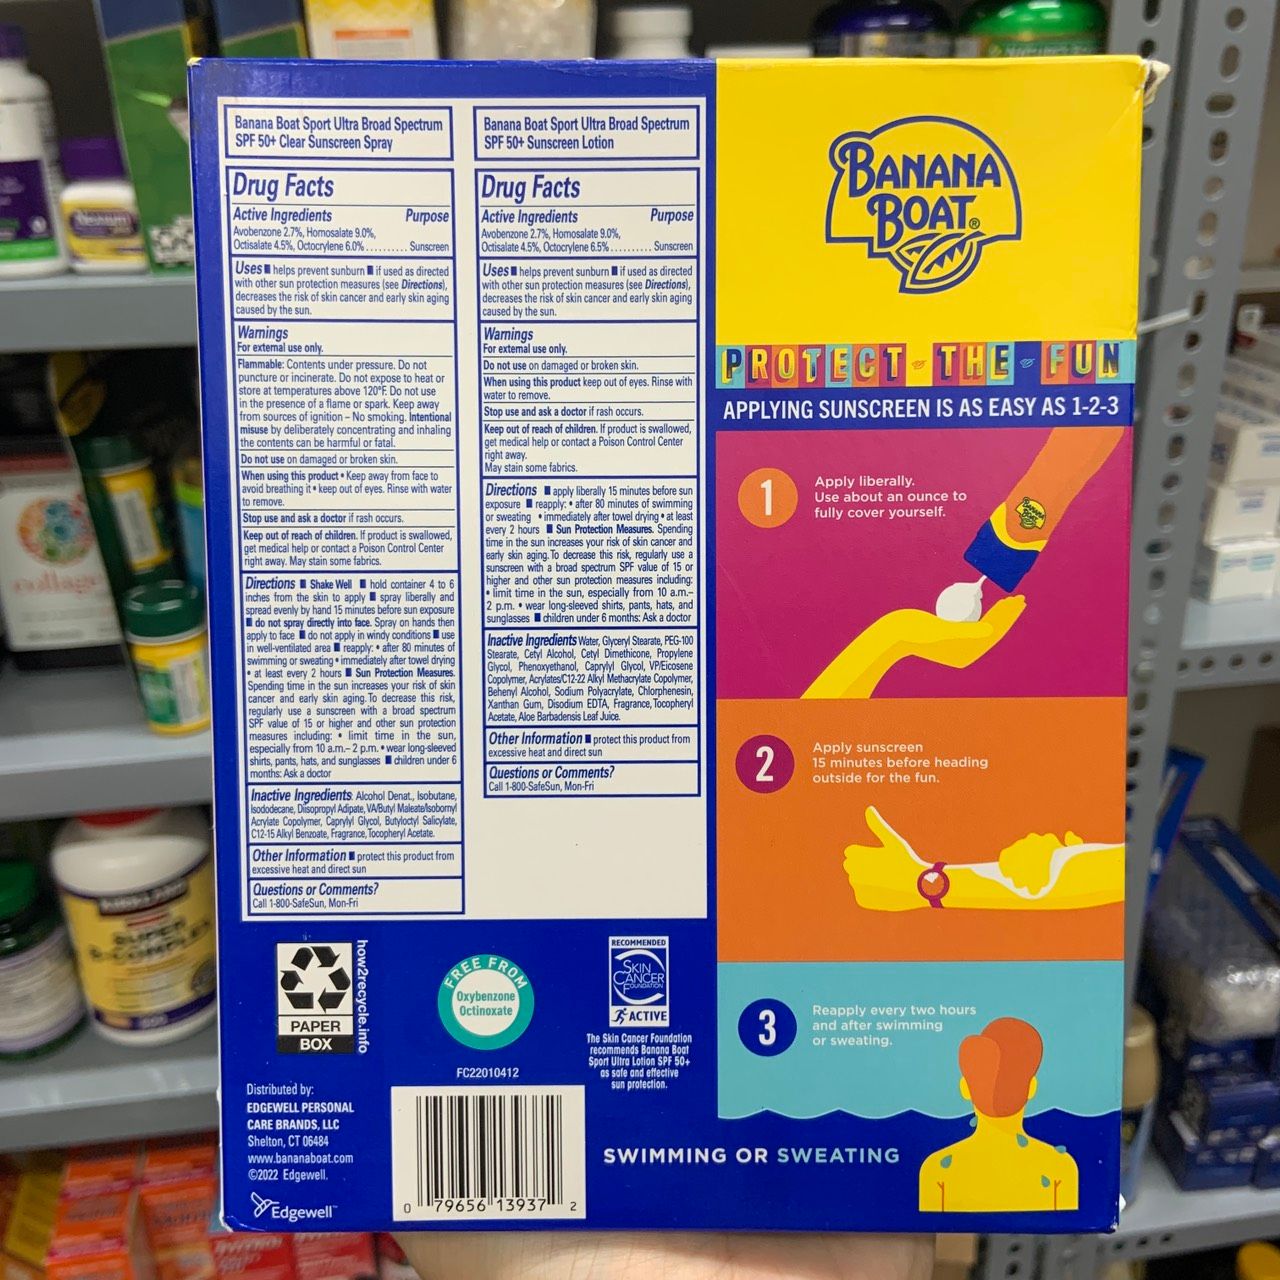 Banana Boat Sport Ultra Broad Spectrum
SPF 50+ Clear Sunscreen Spray
Drug Facts
Active Ingredients Purpose
Avobenzone 2.7%, Homosalate 9.0%,
Octisalate 4.5%, Octocrylene 6.0%.......... Sunscreen
Uses ■ helps prevent sunburn ■ if used as directed
with other sun protection measures (see Directions),
decreases the risk of skin cancer and early skin aging
caused by the sun.
Warnings
For external use only.
Flammable: Contents under pressure. Do not
puncture or incinerate. Do not expose to heat or
store at temperatures above 120°F. Do not use
in the presence of a flame or spark. Keep away
from sources of ignition – No smoking. Intentional
misuse by deliberately concentrating and inhaling
the contents can be harmful or fatal.
Do not use on damaged or broken skin.
When using this product • Keep away from face to
avoid breathing it • keep out of eyes. Rinse with water
to remove.
Stop use and ask a doctor if rash occurs.
Keep out of reach of children. If product is swallowed,
get medical help or contact a Poison Control Center
right away. May stain some fabrics.
Directions ■ Shake Well ■ hold container 4 to 6
inches from the skin to apply ■ spray liberally and
spread evenly by hand 15 minutes before sun exposure
■ do not spray directly into face. Spray on hands then
apply to face ■ do not apply in windy conditions ■ use
in well-ventilated area ■ reapply: • after 80 minutes of
swimming or sweating • immediately after towel drying
• at least every 2 hours ■ Sun Protection Measures.
Spending time in the sun increases your risk of skin
cancer and early skin aging. To decrease this risk,
regularly use a sunscreen with a broad spectrum
SPF value of 15 or higher and other sun protection
measures including: • limit time in the sun,
especially from 10 a.m.– 2 p.m. • wear long-sleeved
shirts, pants, hats, and sunglasses ■ children under 6
months: Ask a doctor
Inactive Ingredients Alcohol Denat., Isobutane,
Isododecane, Diisopropyl Adipate, VA/Butyl Maleate/Isobornyl
Acrylate Copolymer, Caprylyl Glycol, Butyloctyl Salicylate,
C12-15 Alkyl Benzoate, Fragrance, Tocopheryl Acetate.
Other Information ■ protect this product from
excessive heat and direct sun
Questions or Comments?
Call 1-800-SafeSun, Mon-Fri
Banana Boat Sport Ultra Broad Spectrum
SPF 50+ Sunscreen Lotion
Drug Facts
Active Ingredients Purpose
Avobenzone 2.7%, Homosalate 9.0%,
Octisalate 4.5%, Octocrylene 6.5%.......... Sunscreen
Uses ■ helps prevent sunburn ■ if used as directed
with other sun protection measures (see Directions),
decreases the risk of skin cancer and early skin aging
caused by the sun.
Warnings
For external use only.
Do not use on damaged or broken skin.
When using this product keep out of eyes. Rinse with
water to remove.
Stop use and ask a doctor if rash occurs.
Keep out of reach of children. If product is swallowed,
get medical help or contact a Poison Control Center
right away.
May stain some fabrics.
Directions ■ apply liberally 15 minutes before sun
exposure ■ reapply: • after 80 minutes of swimming
or sweating • immediately after towel drying • at least
every 2 hours ■ Sun Protection Measures. Spending
time in the sun increases your risk of skin cancer and
early skin aging. To decrease this risk, regularly use a
sunscreen with a broad spectrum SPF value of 15 or
higher and other sun protection measures including:
• limit time in the sun, especially from 10 a.m.–
2 p.m. • wear long-sleeved shirts, pants, hats, and
sunglasses ■ children under 6 months: Ask a doctor
Inactive Ingredients Water, Glyceryl Stearate, PEG-100
Stearate, Cetyl Alcohol, Cetyl Dimethicone, Propylene
Glycol, Phenoxyethanol, Caprylyl Glycol, VP/Eicosene
Copolymer, Acrylates/C12-22 Alkyl Methacrylate Copolymer,
Behenyl Alcohol, Sodium Polyacrylate, Chlorphenesin,
Xanthan Gum, Disodium EDTA, Fragrance, Tocopheryl
Acetate, Aloe Barbadensis Leaf Juice.
Other Information ■ protect this product from
excessive heat and direct sun
Questions or Comments?
Call 1-800-SafeSun, Mon-Fri
PAPER
BOX
how2recycle.info
FREE FROM
Oxybenzone
Octinoxate
FC22010412
RECOMMENDED
SKIN
CANCER
FOUNDATION
ACTIVE
The Skin Cancer Foundation
recommends Banana Boat
Sport Ultra Lotion SPF 50+
as safe and effective
sun protection.
Distributed by:
EDGEWELL PERSONAL
CARE BRANDS, LLC
Shelton, CT 06484
www.bananaboat.com
©2022 Edgewell.
Edgewell™
0 79656 13937 2
BANANA
BOAT®
PROTECT THE FUN
APPLYING SUNSCREEN IS AS EASY AS 1-2-3
1
Apply liberally.
Use about an ounce to
fully cover yourself.
BANANA
BOAT
2
Apply sunscreen
15 minutes before heading
outside for the fun.
3
Reapply every two hours
and after swimming
or sweating.
SWIMMING OR SWEATING
collage
KIRKLAND
SUPER
B-COMPLEX